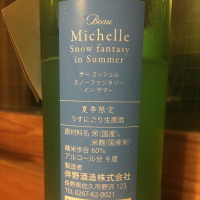 Beau
Michelle
Snow fantasy
in Summer
ボー ミッシェル
スノーファンタジー
イン サマー
夏季限定
うすにごり生原酒
原材料名 米(国産)、
米麹(国産米)
精米歩合 60%
アルコール分 9度
製造者
伴野酒造株式会社
長野県佐久市野沢123
TEL 0267-62-0021